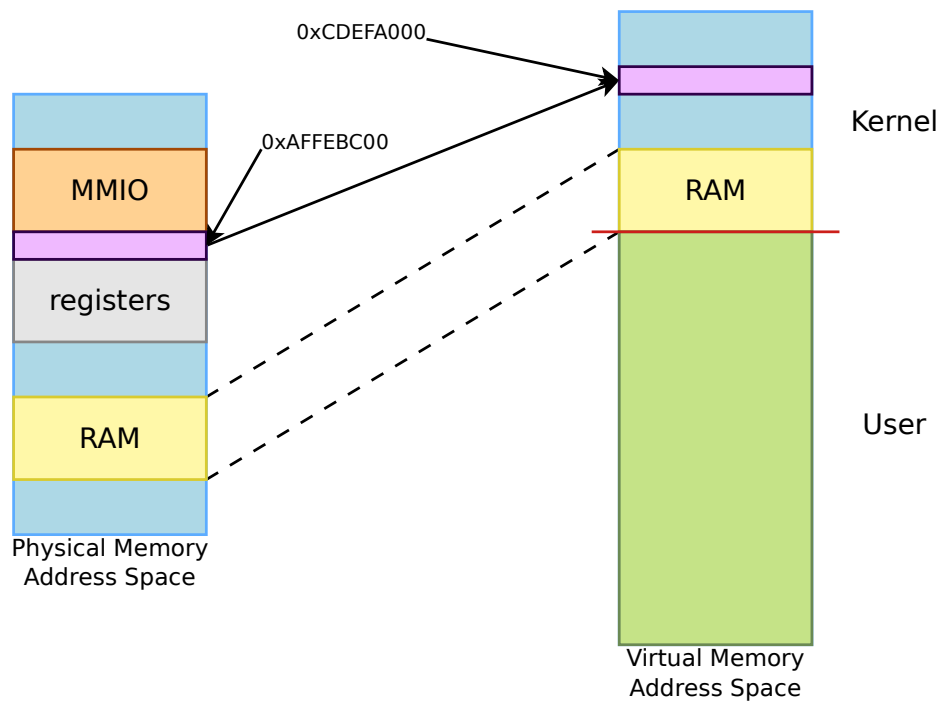 0xCDEFA000
Kernel
0xAFFEBC00
MMIO
RAM
registers
RAM
User
Physical Memory
Address Space
Virtual Memory
Address Space